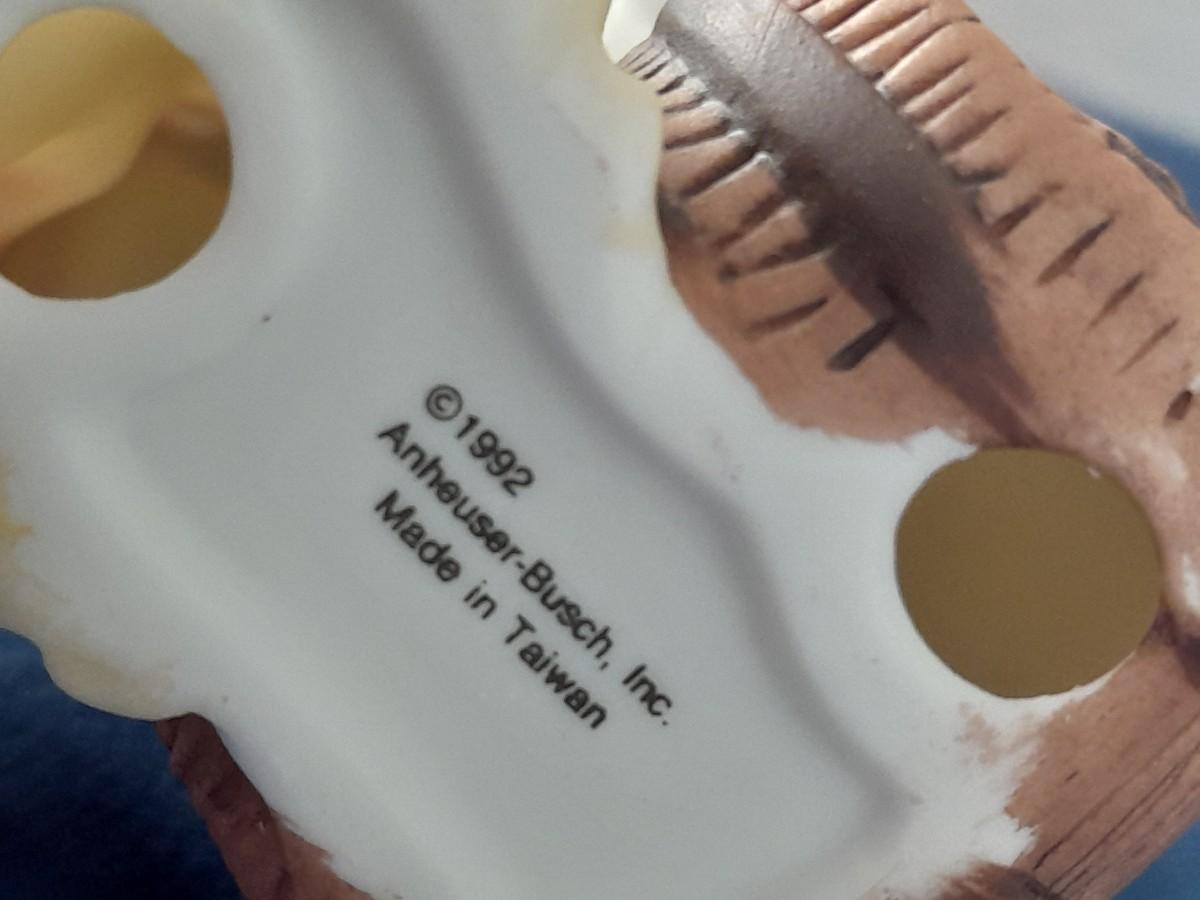 ©1992
Anheuser-Busch, Inc.
Made in Taiwan